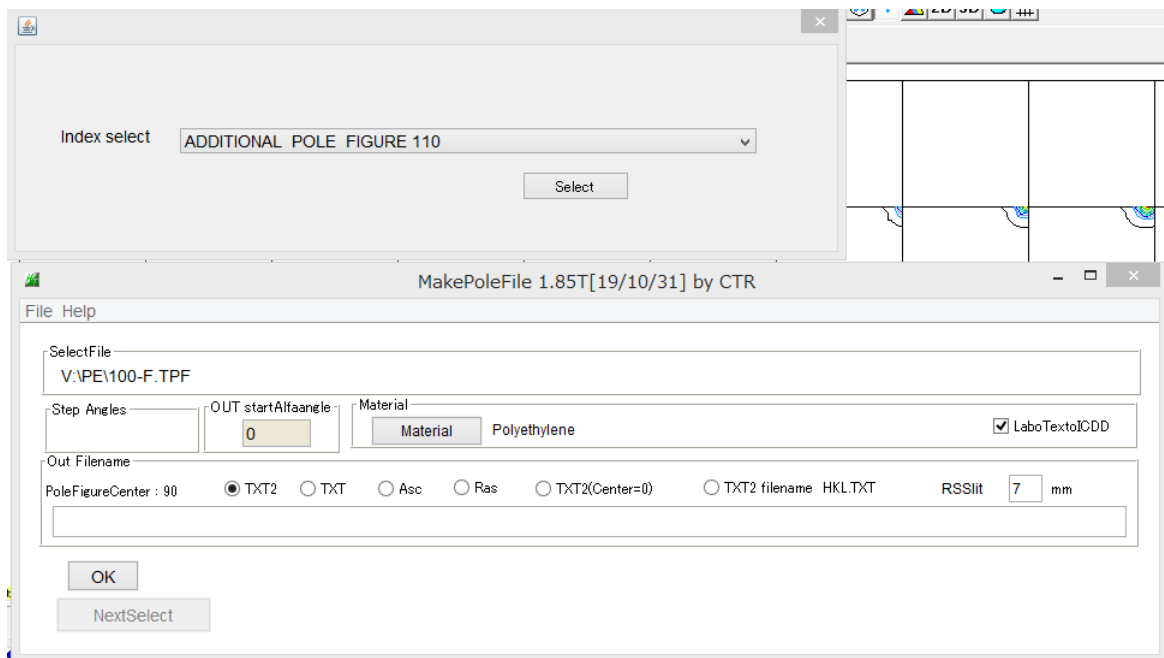 2D 3D
Index select ADDITIONAL POLE FIGURE 110
Select
MakePoleFile 1.85T[19/10/31] by CTR
File Help
SelectFile
V:\PE\100-F.TPF
Step Angles OUT startAlfaangle Material
0 Material Polyethylene LaboTextoICDD
Out Filename
PoleFigureCenter : 90 TXT2 TXT Asc Ras TXT2(Center=0) TXT2 filename HKL.TXT RSSlit 7 mm
OK
NextSelect